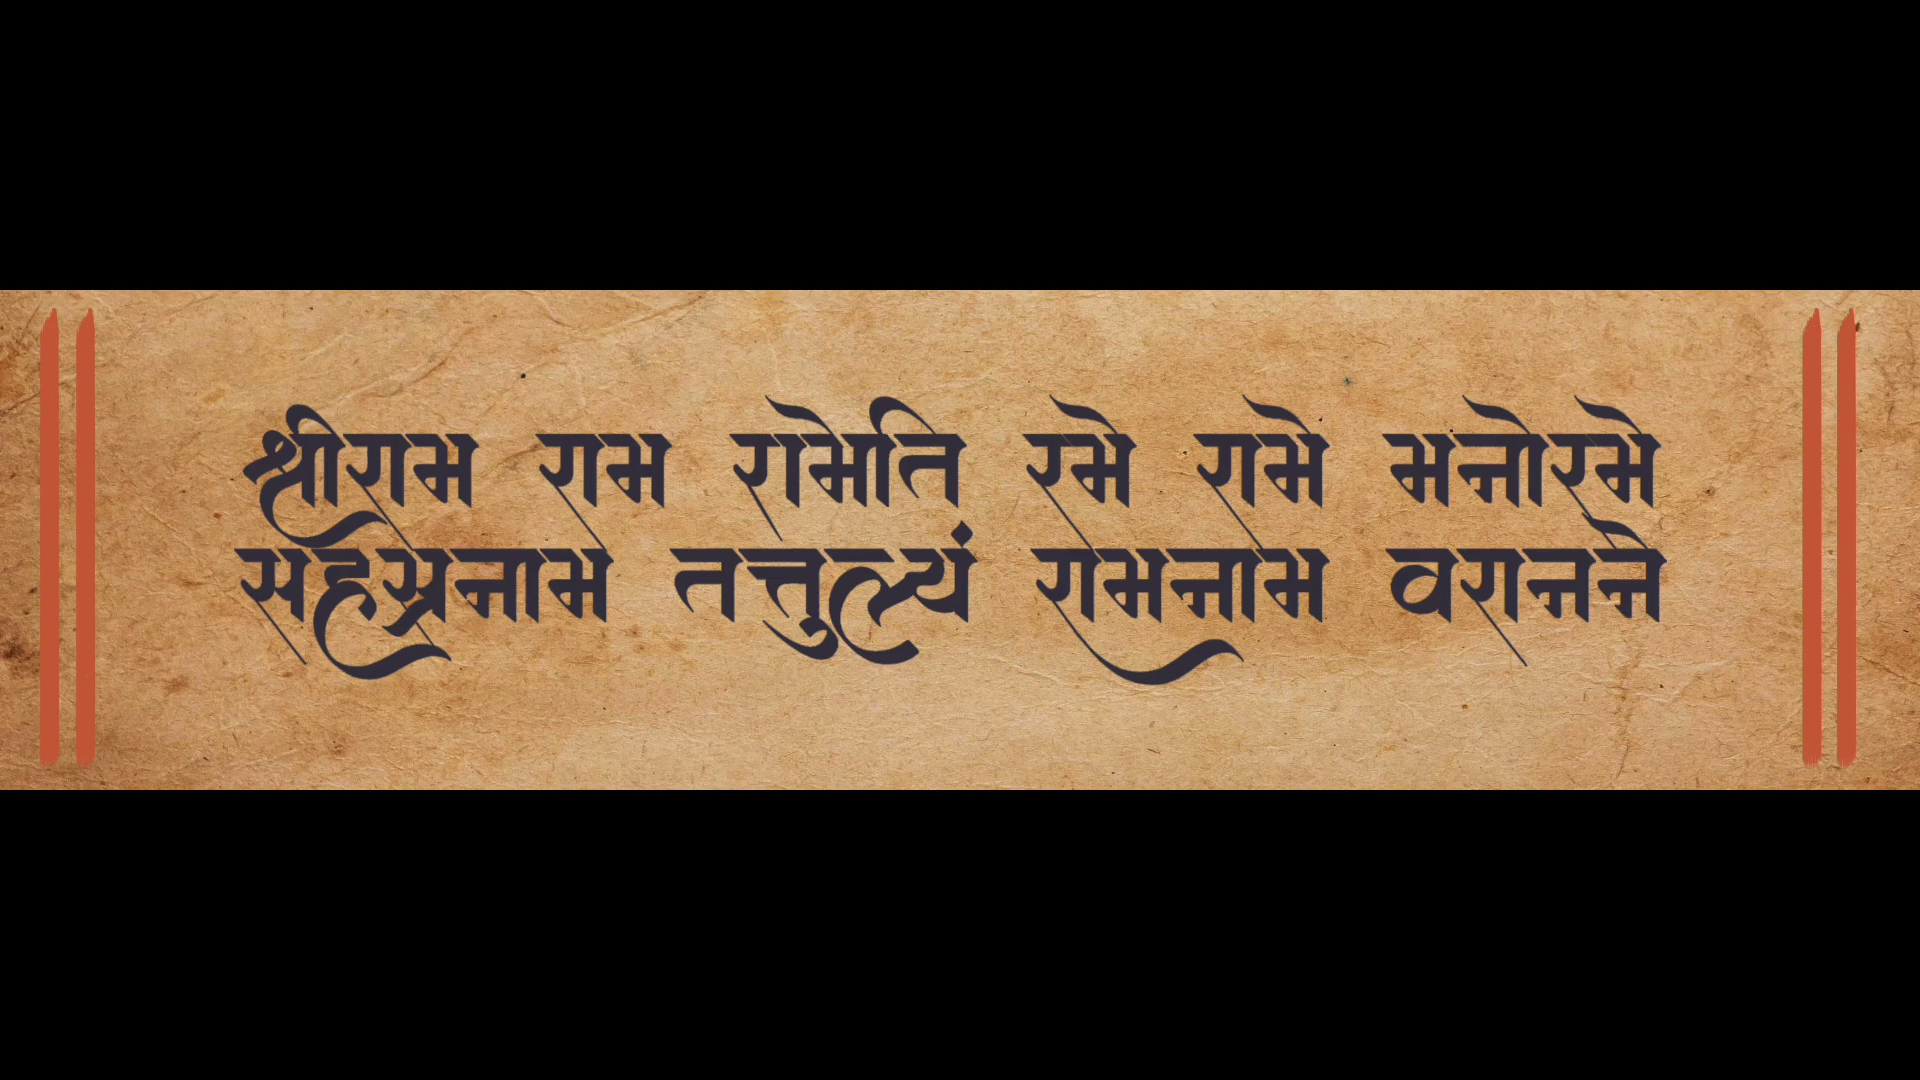 श्रीराम राम रामेति रमे रामे मनोरमे
सहस्रनाम तत्तुल्यं रामनाम वरानने